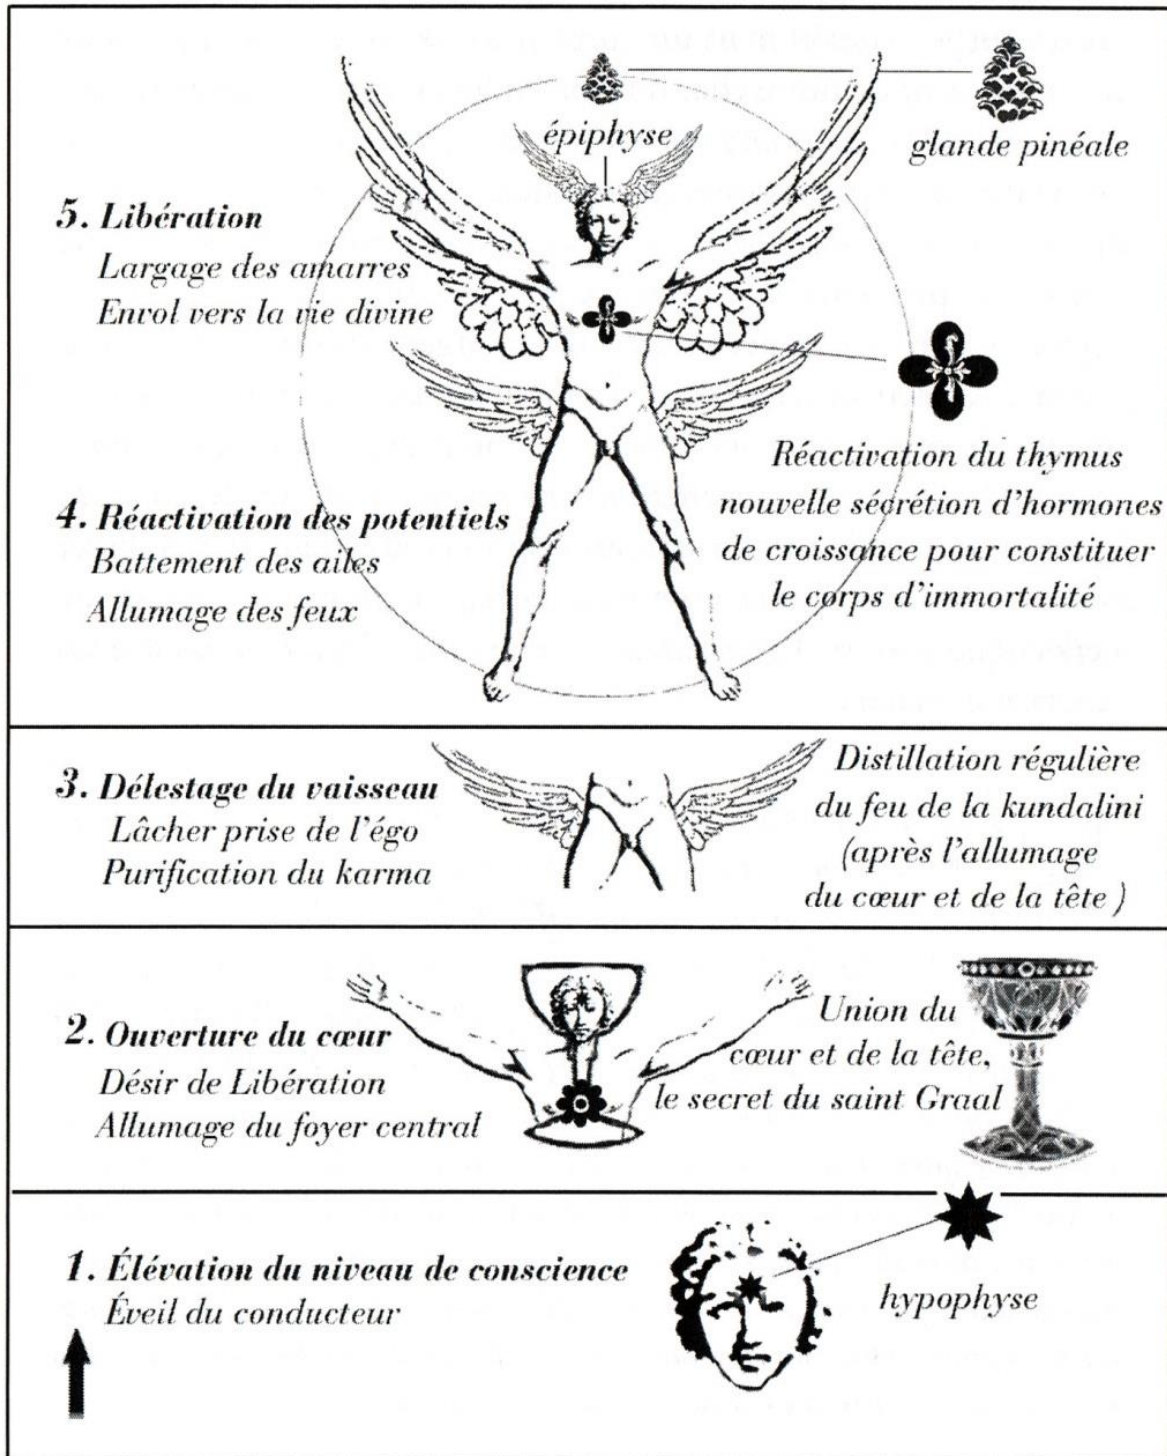 épiphyse
glande pinéale
5. Libération
Largage des amarres
Envol vers la vie divine
Réactivation du thymus
nouvelle sécrétion d'hormones
de croissance pour constituer
le corps d'immortalité
4. Réactivation des potentiels
Battement des ailes
Allumage des feux
3. Délestage du vaisseau
Lâcher prise de l'égo
Purification du karma
Distillation régulière
du feu de la kundalini
(après l'allumage
du cœur et de la tête )
2. Ouverture du cœur
Désir de Libération
Allumage du foyer central
Union du
cœur et de la tête,
le secret du saint Graal
1. Élévation du niveau de conscience
Éveil du conducteur
hypophyse